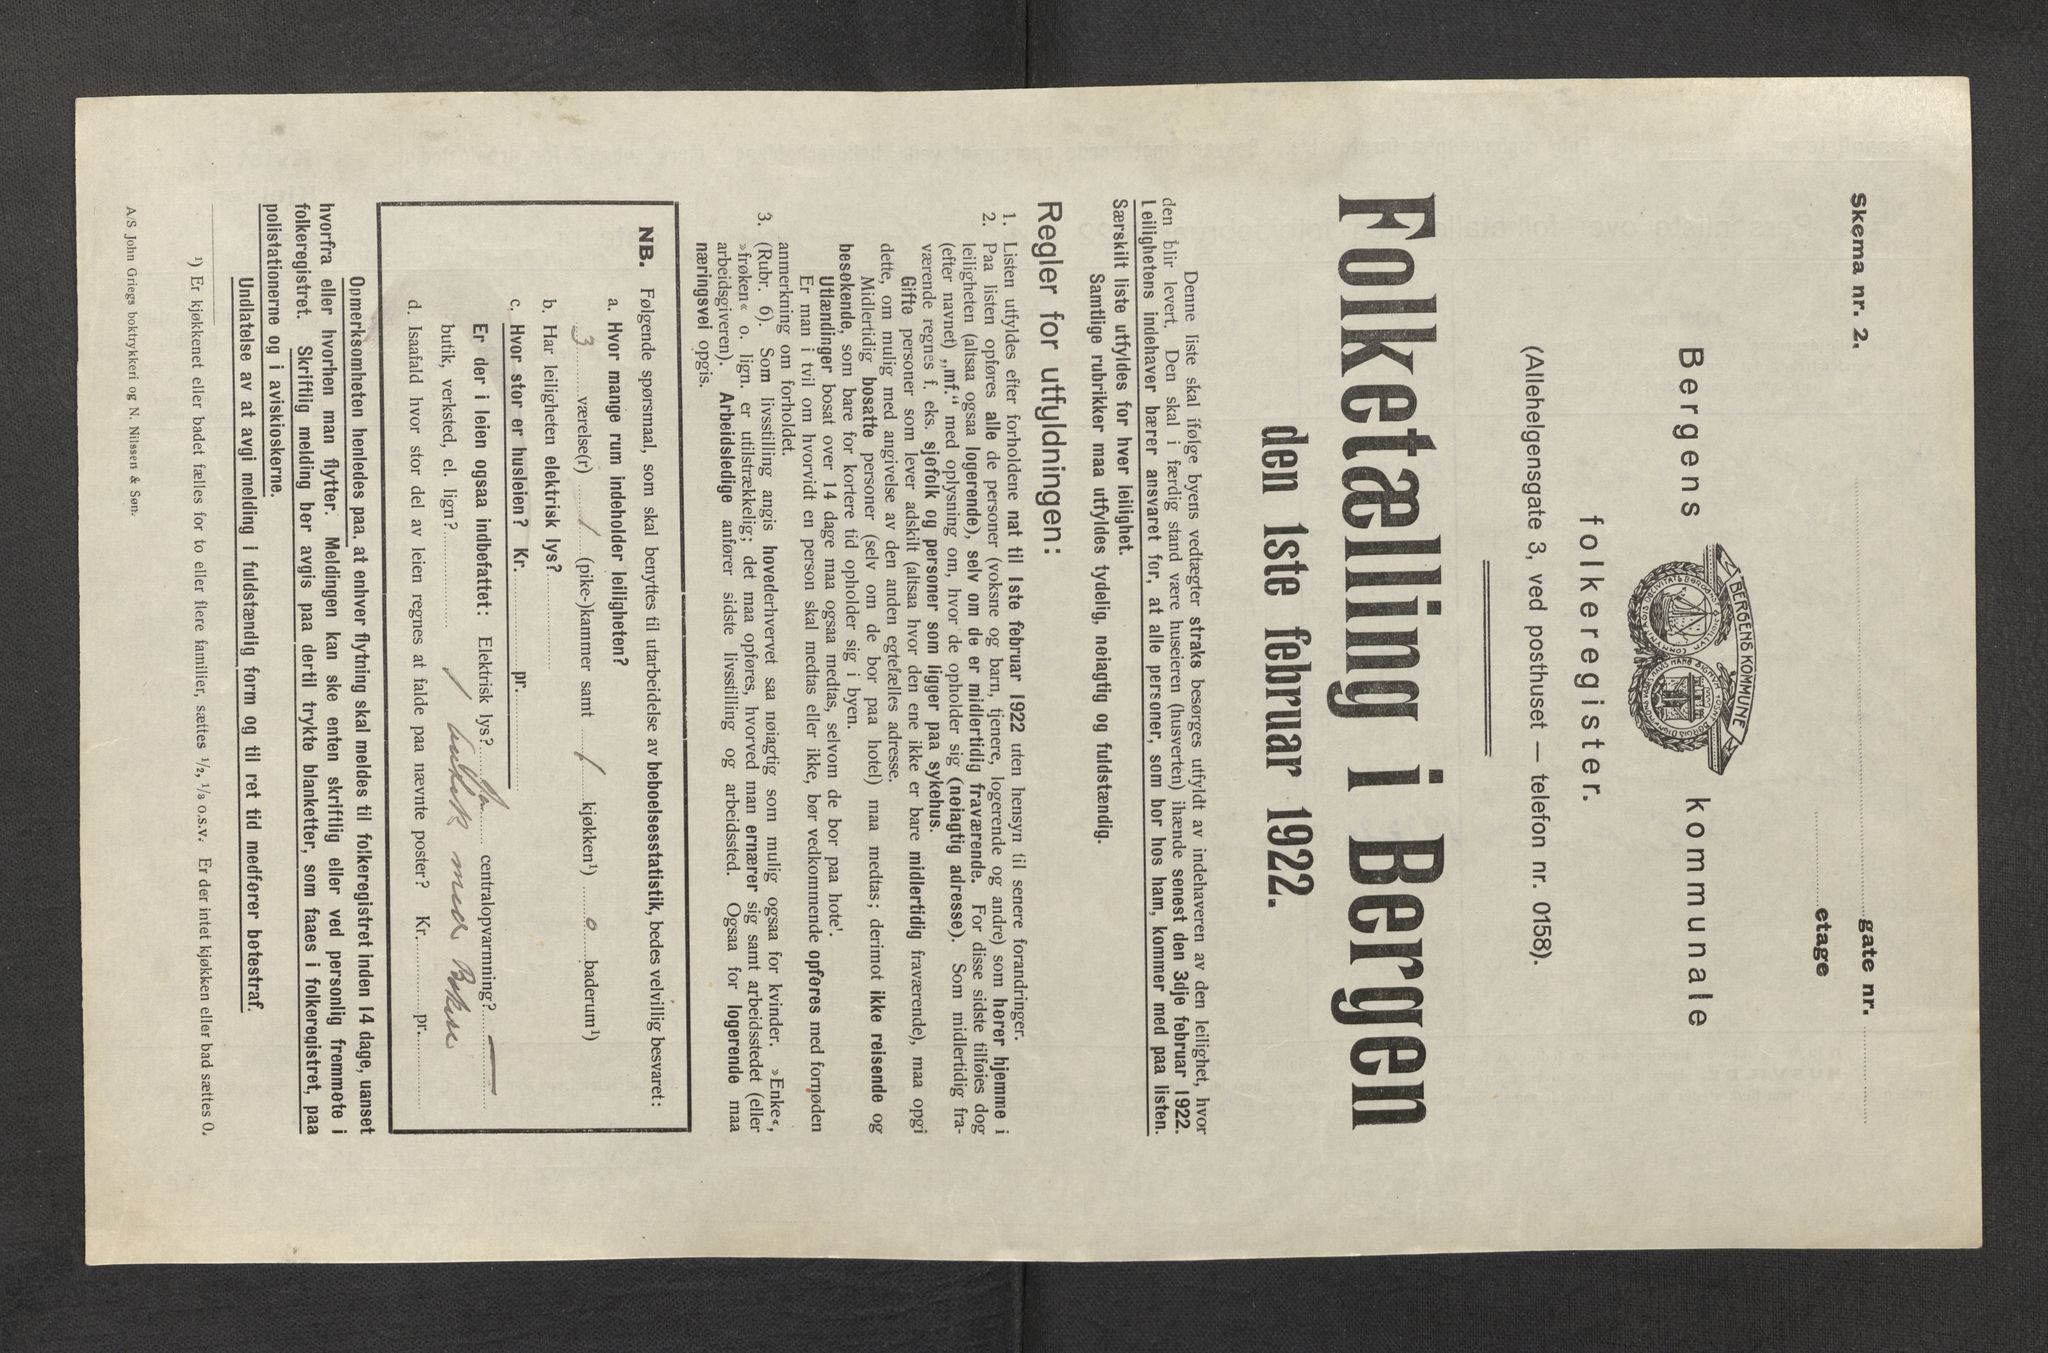 Skema nr. 2.
gate nr.
etage
Bergens kommunale
BERGENS KOMMUNE
folkeregister.
(Allehelgensgate 3, ved posthuset — telefon nr. 0158).
Folketælling i Bergen
den 1ste februar 1922.
Denne liste skal ifølge byens vedtægter straks besørges utfyldt av indehaveren av den leilighet, hvor
den blir levert. Den skal i færdig stand være huseieren (husverten) ihænde senest den 3dje februar 1922.
Leilighetens indehaver bærer ansvaret for, at alle personer, som bor hos ham, kommer med paa listen.
Særskilt liste utfyldes for hver leilighet.
Samtlige rubrikker maa utfyldes tydelig, nøiagtig og fuldstændig.
Regler for utfyldningen:
1. Listen utfyldes efter forholdene nat til 1ste februar 1922 uten hensyn til senere forandringer.
2. Paa listen opføres alle de personer (voksne og barn, tjenere, logerende og andre) som hører hjemme i
leiligheten (altsaa ogsaa logerende), selv om de er midlertidig fraværende. For disse sidste tilføies dog
(efter navnet) „mf.“ med oplysning om, hvor de opholder sig (nøiagtig adresse). Som midlertidig fra-
værende regnes f. eks. sjøfolk og personer som ligger paa sykehus.
Gifte personer som lever adskilt (altsaa hvor den ene ikke er bare midlertidig fraværende), maa opgi
dette, om mulig med angivelse av den anden egtefælles adresse.
Midlertidig bosatte personer (selv om de bor paa hotel) maa medtas; derimot ikke reisende og
besøkende, som bare for kortere tid opholder sig i byen.
Utlændinger bosat over 14 dage maa ogsaa medtas, selvom de bor paa hote'.
Er man i tvil om hvorvidt en person skal medtas eller ikke, bør vedkommende opføres med fornøden
anmerkning om forholdet.
3. (Rubr. 6). Som livsstilling angis hovederhvervet saa nøiagtig som mulig ogsaa for kvinder. »Enke«,
»frøken« o. lign. er utilstrækkelig; det maa opføres, hvorved man ernærer sig samt arbeidsstedet (eller
arbeidsgiveren). Arbeidsledige anfører sidste livsstilling og arbeidssted. Ogsaa for logerende maa
næringsvei opgis.
NB. Følgende spørsmaal, som skal benyttes til utarbeidelse av beboelsesstatistik, bedes velvillig besvaret:
a. Hvor mange rum indeholder leiligheten?
3 værelse(r) 1 (pike-)kammer samt 1 kjøkken¹) 0 baderum¹)
b. Har leiligheten elektrisk lys?
c. Hvor stor er husleien? Kr. pr.
Er der i leien ogsaa indbefattet: Elektrisk lys? centralopvarmning? —
butik, verksted, el. lign? 1 butik med
d. Isaafald hvor stor del av leien regnes at falde paa nævnte poster? Kr. pr.
Opmerksomheten henledes paa, at enhver flytning skal meldes til folkeregistret inden 14 dage, uanset
hvorfra eller hvorhen man flytter. Meldingen kan ske enten skriftlig eller ved personlig fremmøte i
folkeregistret. Skriftlig melding bør avgis paa dertil trykte blanketter, som faaes i folkeregistret, paa
polistationerne og i aviskioskerne.
Undlatelse av at avgi melding i fuldstændig form og til ret tid medfører bøtestraf.
¹) Er kjøkkenet eller badet fælles for to eller flere familier, sættes ½, ⅓ o.s.v. Er der intet kjøkken eller bad sættes 0.
A/S John Griegs boktrykkeri og N. Nilssen & Søn.